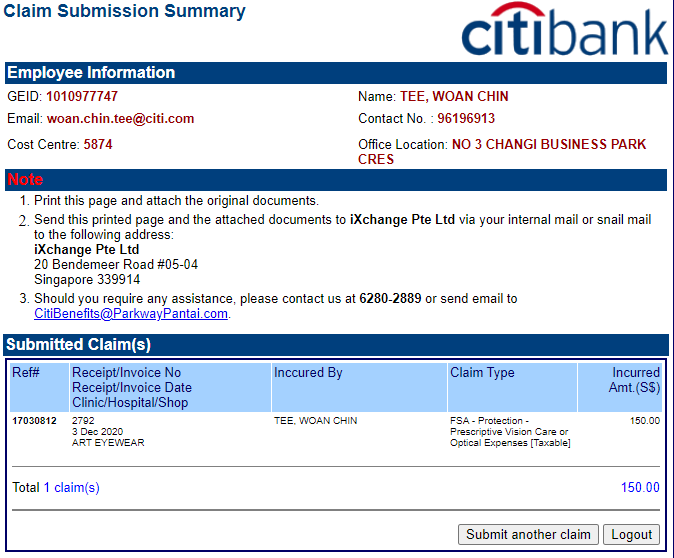 Claim Submission Summary
citibank
Employee Information
GEID: 1010977747
Name: TEE, WOAN CHIN
Email: woan.chin.tee@citi.com
Contact No. : 96196913
Cost Centre: 5874
Office Location: NO 3 CHANGI BUSINESS PARK
CRES
Note
1. Print this page and attach the original documents.
2. Send this printed page and the attached documents to iXchange Pte Ltd via your internal mail or snail mail
to the following address:
iXchange Pte Ltd
20 Bendemeer Road #05-04
Singapore 339914
3. Should you require any assistance, please contact us at 6280-2889 or send email to
CitiBenefits@ParkwayPantai.com.
Submitted Claim(s)
Ref# Receipt/Invoice No Inccured By Claim Type Incurred
Receipt/Invoice Date Amt.(S$)
Clinic/Hospital/Shop
17030812 2792 TEE, WOAN CHIN FSA - Protection - 150.00
3 Dec 2020 Prescriptive Vision Care or
ART EYEWEAR Optical Expenses [Taxable]
Total 1 claim(s) 150.00
Submit another claim Logout